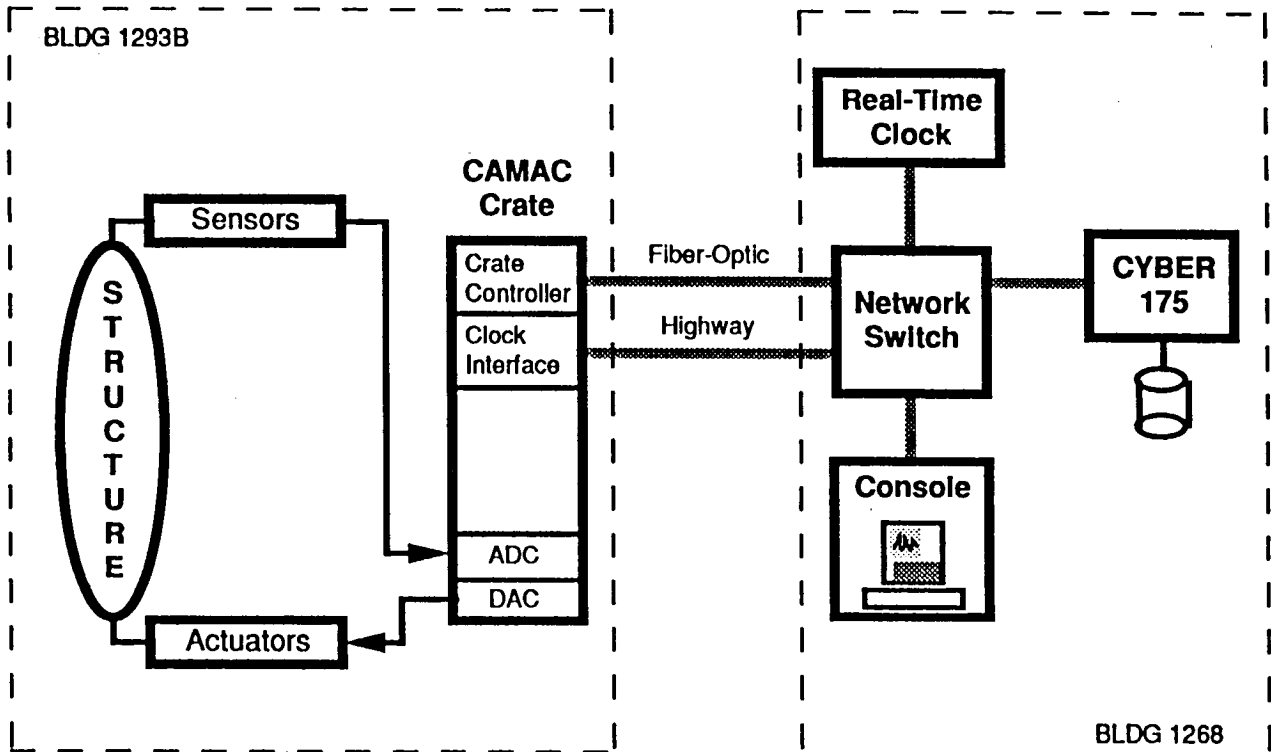 BLDG 1293B
Sensors
STRUCTURE
Actuators
CAMAC
Crate
Crate
Controller
Clock
Interface
ADC
DAC
Fiber-Optic
Highway
Real-Time
Clock
Network
Switch
CYBER
175
Console
BLDG 1268